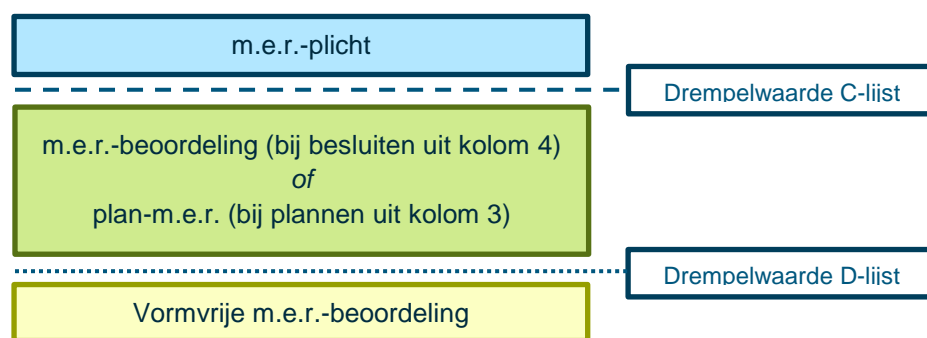 m.e.r.-plicht
Drempelwaarde C-lijst
m.e.r.-beoordeling (bij besluiten uit kolom 4)
of
plan-m.e.r. (bij plannen uit kolom 3)
Drempelwaarde D-lijst
Vormvrije m.e.r.-beoordeling